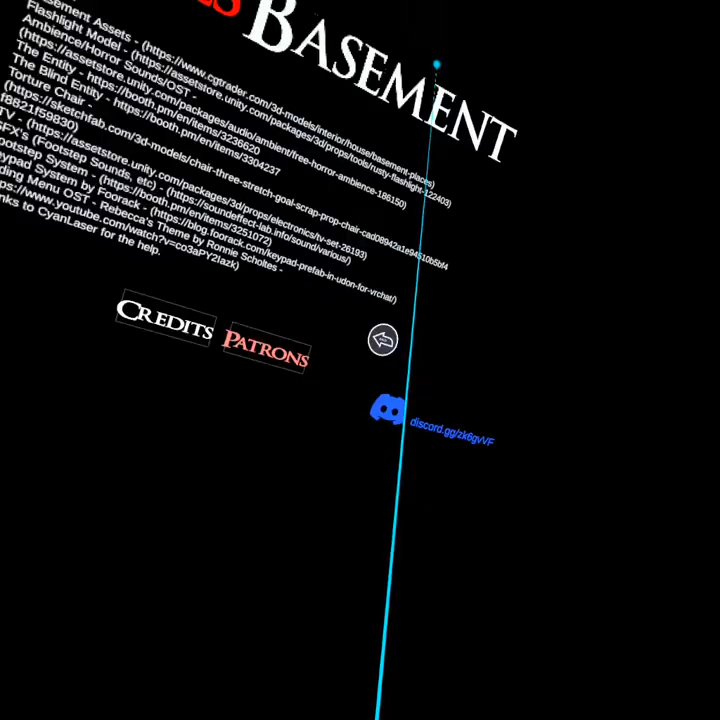 BASEMENT
Basement Assets - (https://www.cgtrader.com/3d-models/interior/house/basement-places)
Flashlight Model - (https://assetstore.unity.com/packages/3d/props/tools/rusty-flashlight-122403)
Ambience/Horror Sounds/OST -
(https://assetstore.unity.com/packages/audio/ambient/free-horror-ambience-186150)
The Entity - https://booth.pm/en/items/3236620
The Blind Entity - https://booth.pm/en/items/3304237
Torture Chair -
(https://sketchfab.com/3d-models/chair-three-stretch-goal-scrap-prop-chair-cad08942a1e94510b5bf4
f8621f59830)
TV - (https://assetstore.unity.com/packages/3d/props/electronics/tv-set-26193)
SFX's (Footstep Sounds, etc) - (https://soundeffect-lab.info/sound/various/)
Footstep System - (https://booth.pm/en/items/3251072)
Keypad System by Foorack - (https://blog.foorack.com/keypad-prefab-in-udon-for-vrchat/)
ding Menu OST - Rebecca's Theme by Ronnie Scholtes -
https://www.youtube.com/watch?v=co3aPY2Iazk)
nks to CyanLaser for the help.
CREDITS
PATRONS
discord.gg/zk6gvVF